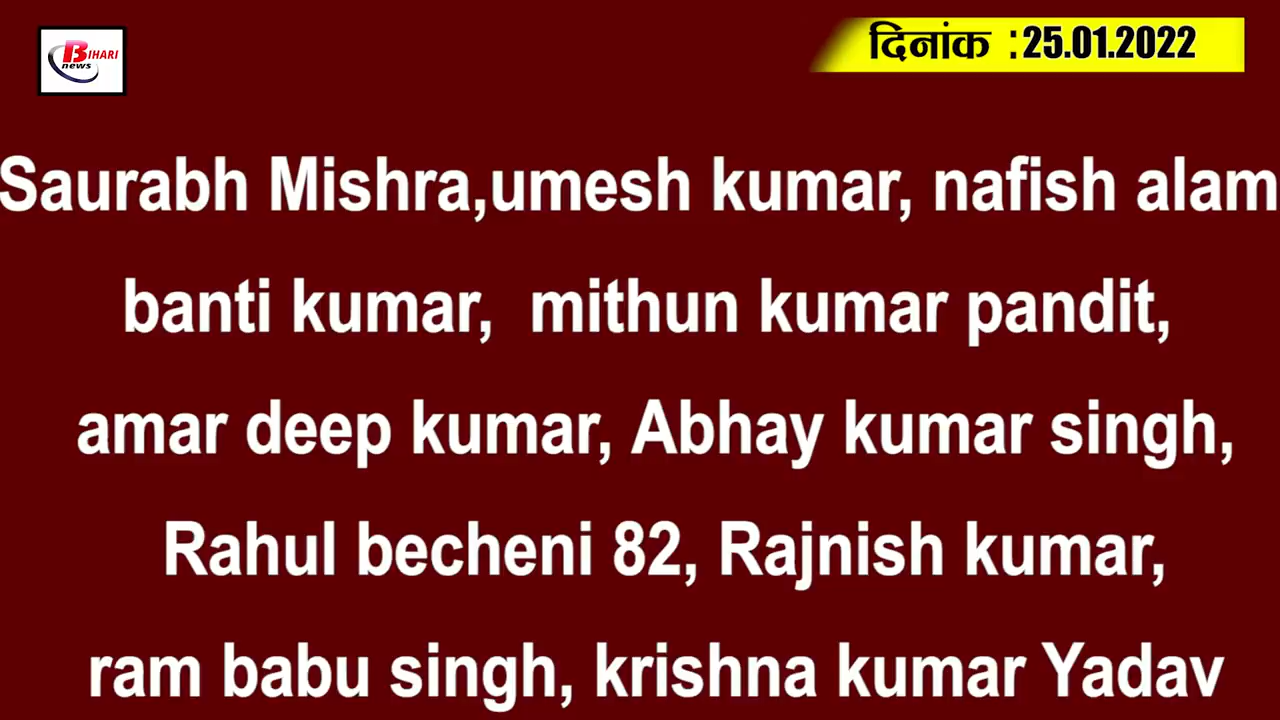 BIHARI
news
दिनांक :25.01.2022
Saurabh Mishra,umesh kumar, nafish alam
banti kumar, mithun kumar pandit,
amar deep kumar, Abhay kumar singh,
Rahul becheni 82, Rajnish kumar,
ram babu singh, krishna kumar Yadav